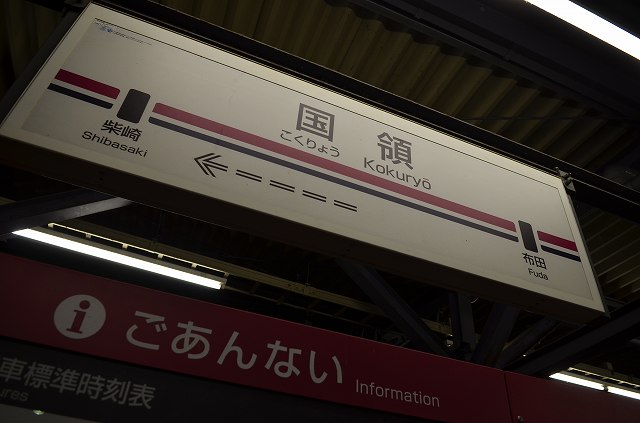 国領
こくりょう Kokuryō
柴崎
Shibasaki
布田
Fuda
ごあんない Information
車標準時刻表
res